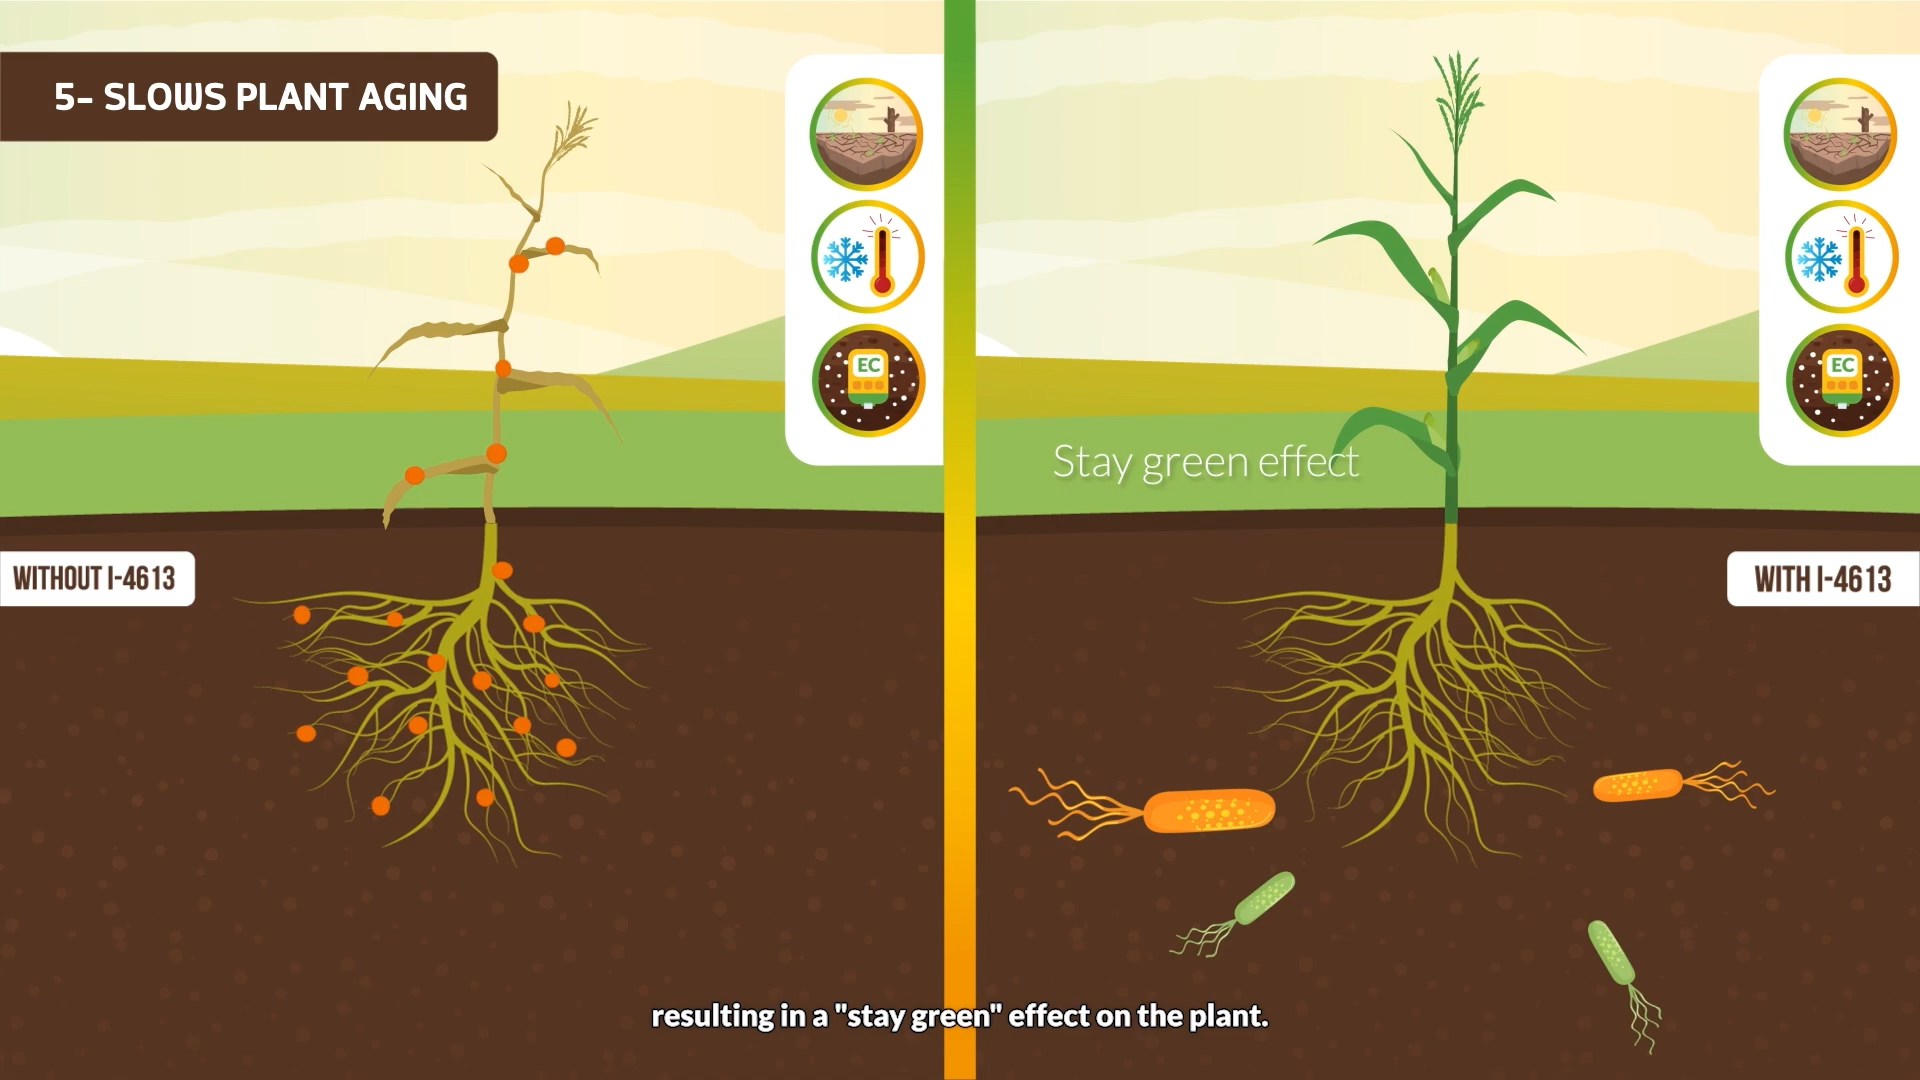 5- SLOWS PLANT AGING
EC
EC
Stay green effect
WITHOUT I-4613
WITH I-4613
resulting in a "stay green" effect on the plant.